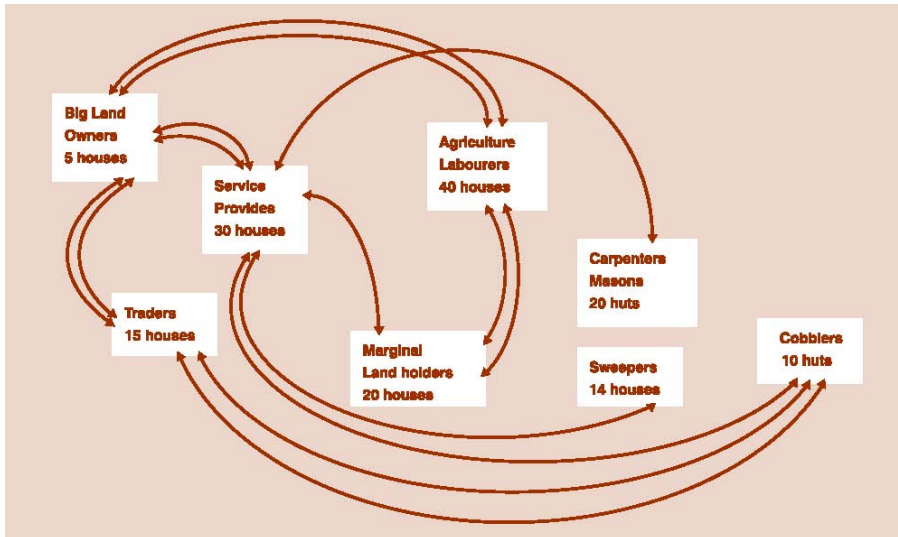 Big Land
Owners
5 houses
Service
Provides
30 houses
Agriculture
Labourers
40 houses
Carpenters
Masons
20 huts
Traders
15 houses
Marginal
Land holders
20 houses
Sweepers
14 houses
Cobblers
10 huts